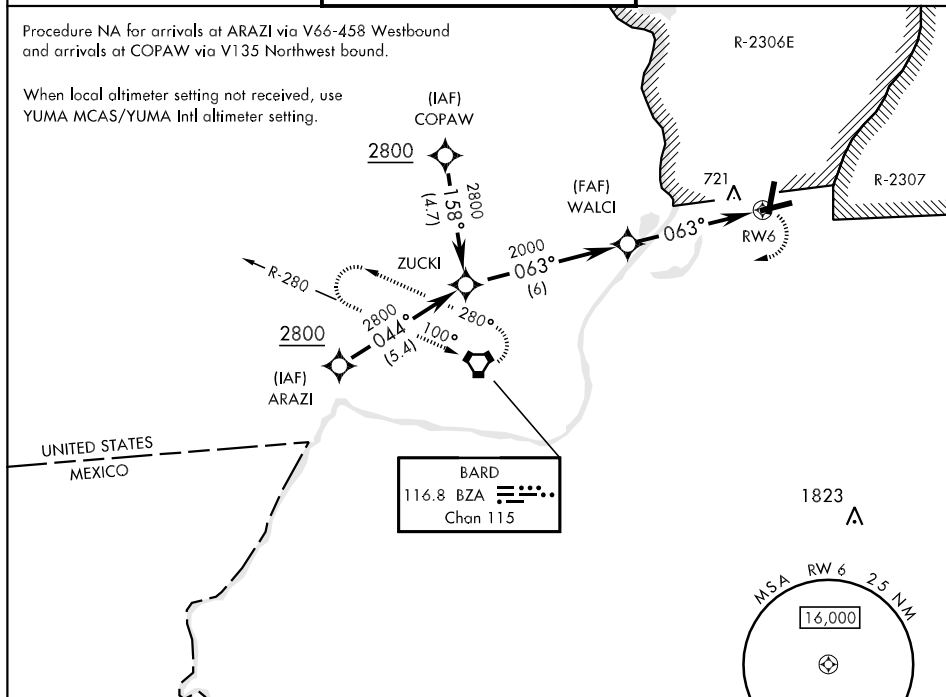 Procedure NA for arrivals at ARAZI via V66-458 Westbound
and arrivals at COPAW via V135 Northwest bound.
When local altimeter setting not received, use
YUMA MCAS/YUMA Intl altimeter setting.
R-2306E
(IAF)
COPAW
2800
721
R-2307
(FAF)
WALCI
2800
158°
(4.7)
RW6
063°
2000
063°
(6)
ZUCKI
R-280
280°
2800
2800
044°
(5.4)
100°
(IAF)
ARAZI
UNITED STATES
MEXICO
BARD
116.8 BZA
Chan 115
1823
MSA RW 6 25 NM
16,000